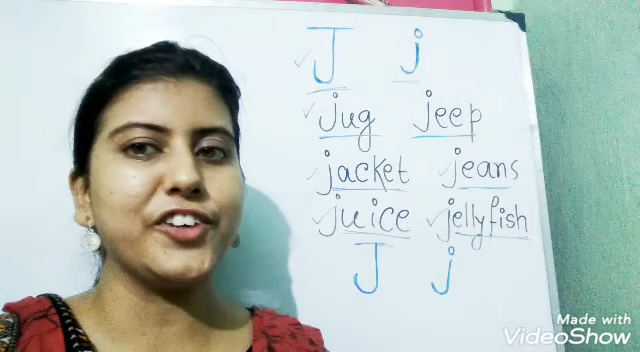 J j
jug jeep
jacket jeans
juice jellyfish
J j
Made with
VideoShow